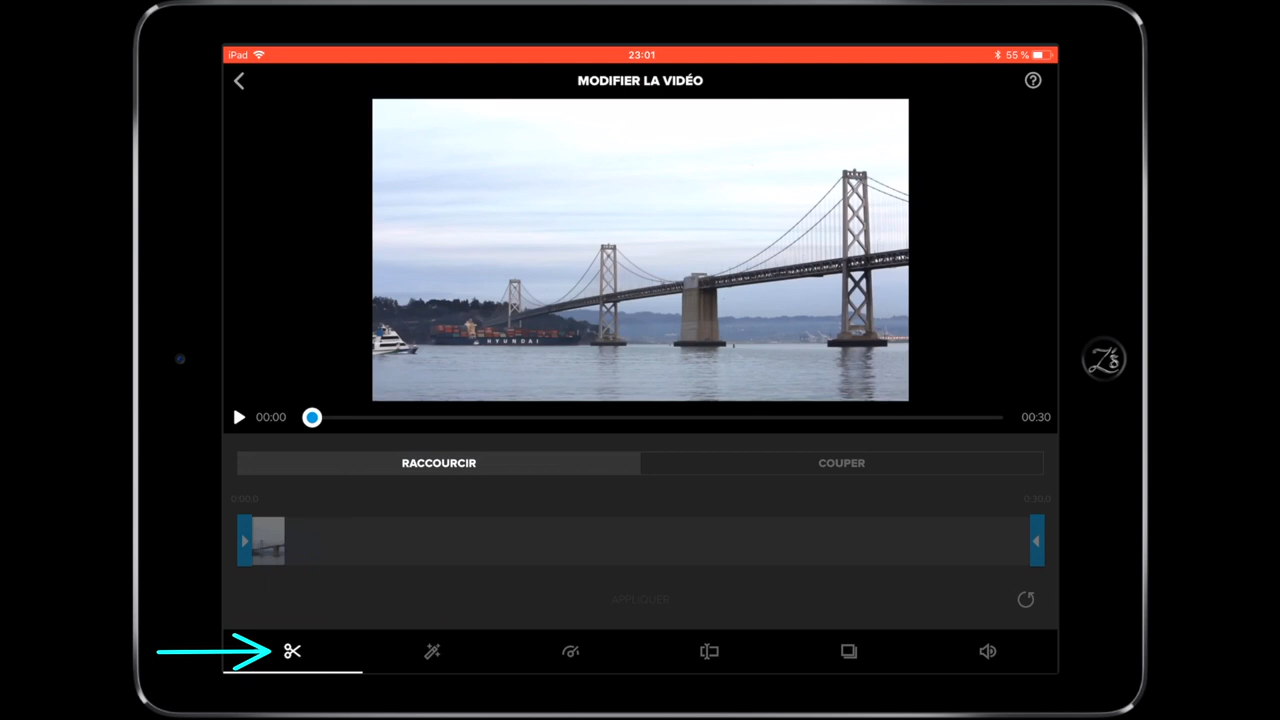 iPad 23:01 55 %
MODIFIER LA VIDÉO
HYUNDAI
00:00 00:30
RACCOURCIR COUPER
0:00,0 0:30,0
APPLIQUER